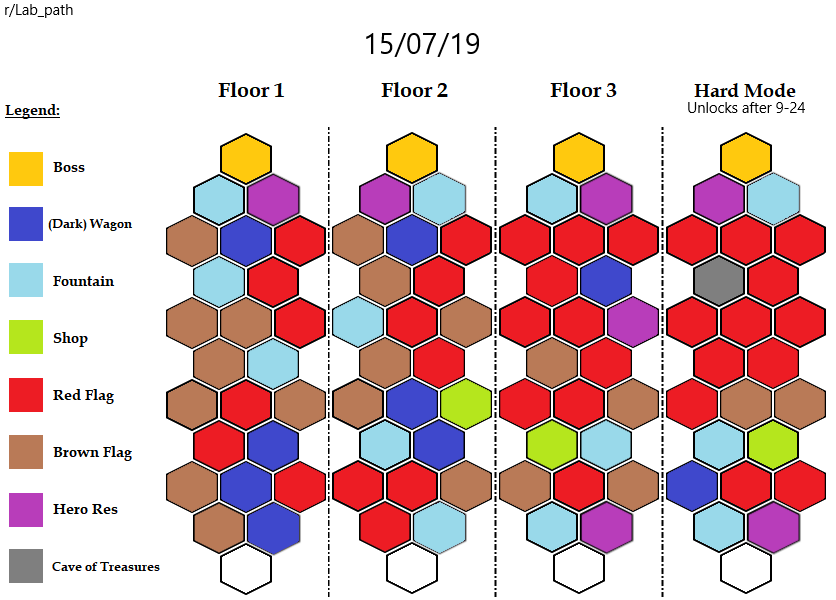 r/Lab_path
15/07/19
Floor 1
Floor 2
Floor 3
Hard Mode
Unlocks after 9-24
Legend:
Boss
(Dark) Wagon
Fountain
Shop
Red Flag
Brown Flag
Hero Res
Cave of Treasures